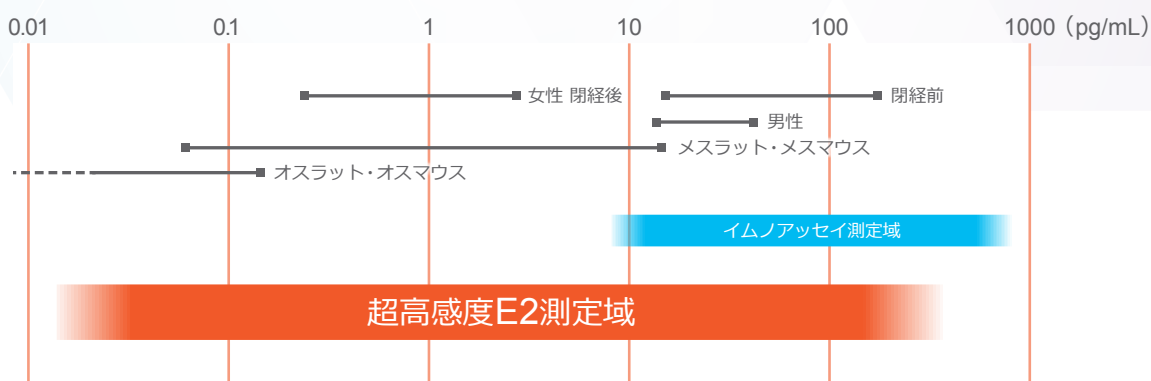 0.01 0.1 1 10 100 1000（pg/mL）
女性 閉経後 閉経前
男性
メスラット・メスマウス
オスラット・オスマウス
イムノアッセイ測定域
超高感度E2測定域